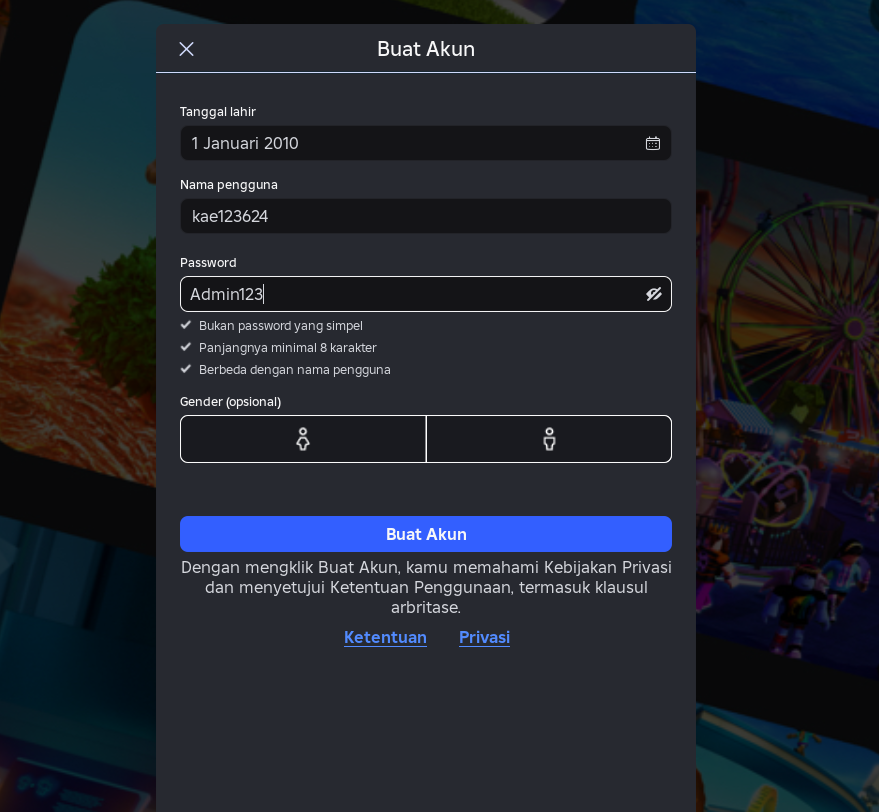 Buat Akun
Tanggal lahir
1 Januari 2010
Nama pengguna
kae123624
Password
Admin123
Bukan password yang simpel
Panjangnya minimal 8 karakter
Berbeda dengan nama pengguna
Gender (opsional)
Buat Akun
Dengan mengklik Buat Akun, kamu memahami Kebijakan Privasi
dan menyetujui Ketentuan Penggunaan, termasuk klausul
arbritase.
Ketentuan Privasi